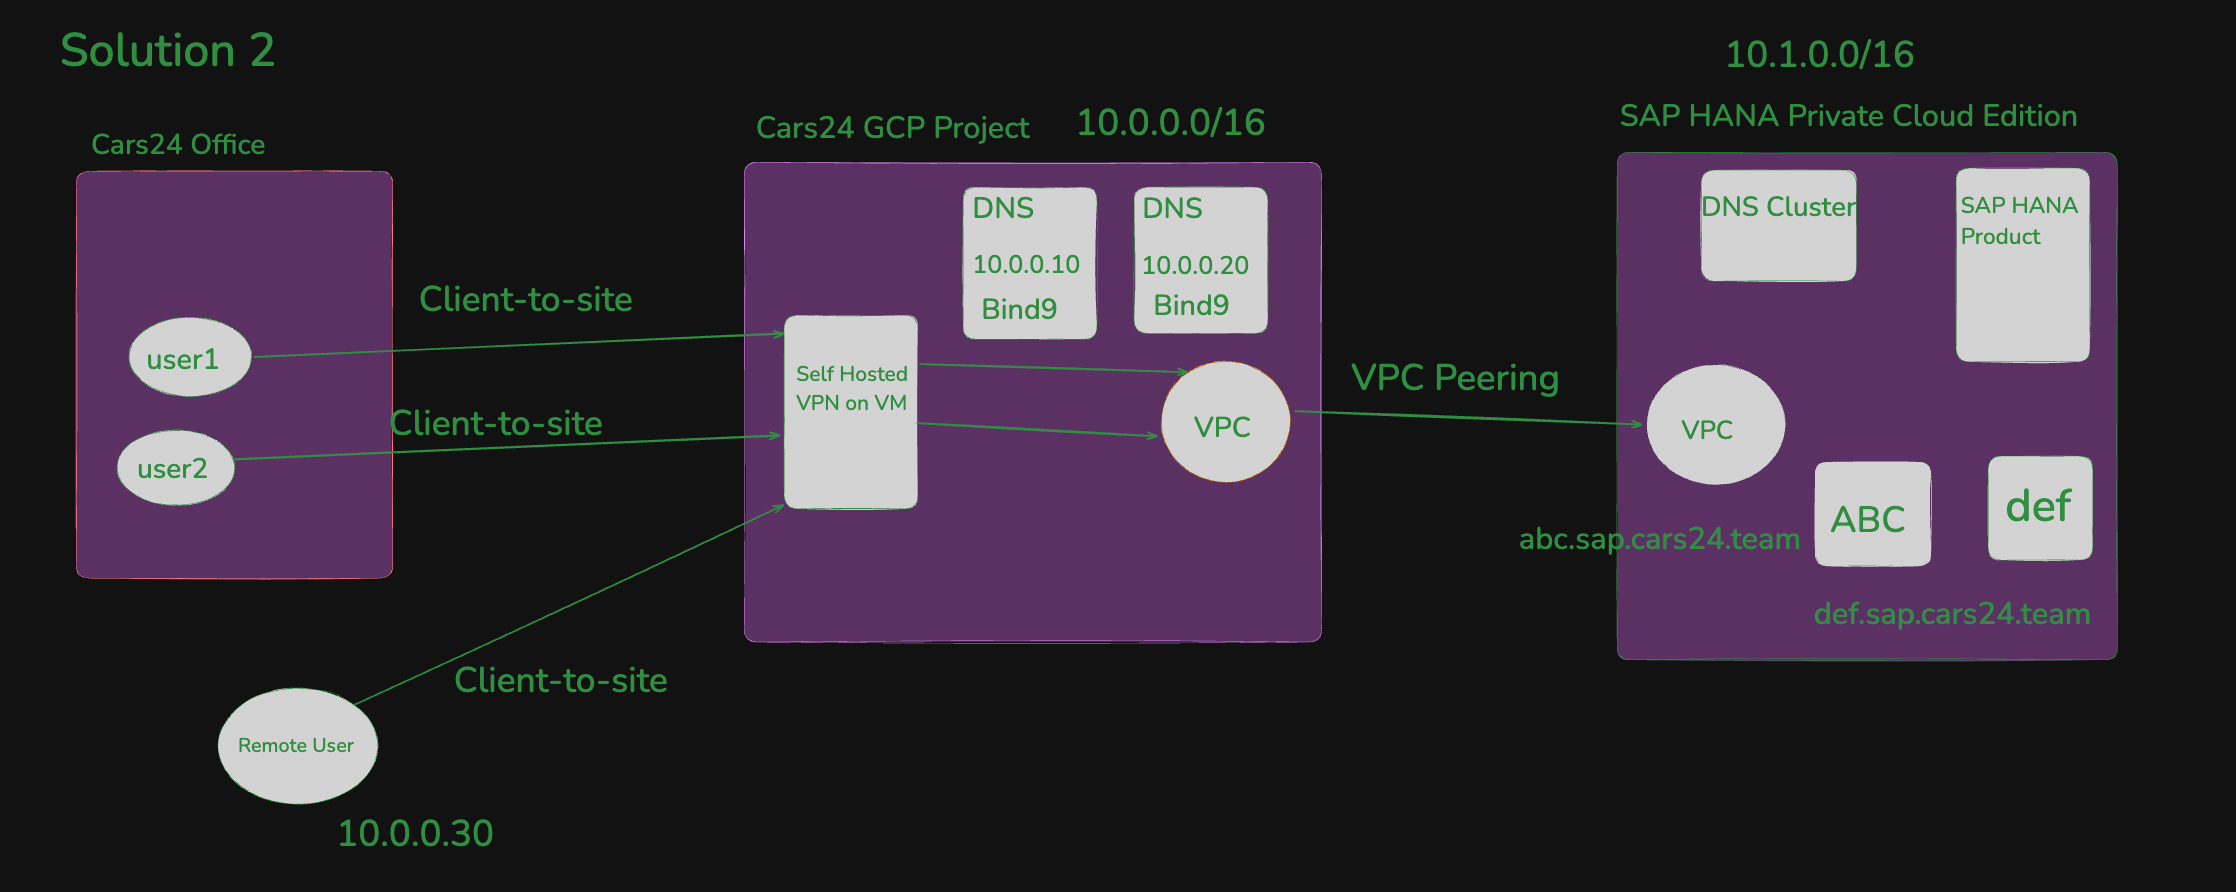 Solution 2
Cars24 Office
user1
user2
Client-to-site
Client-to-site
Client-to-site
Remote User
10.0.0.30
Cars24 GCP Project
10.0.0.0/16
DNS
10.0.0.10
Bind9
DNS
10.0.0.20
Bind9
Self Hosted
VPN on VM
VPC
VPC Peering
10.1.0.0/16
SAP HANA Private Cloud Edition
DNS Cluster
SAP HANA
Product
VPC
ABC
abc.sap.cars24.team
def
def.sap.cars24.team